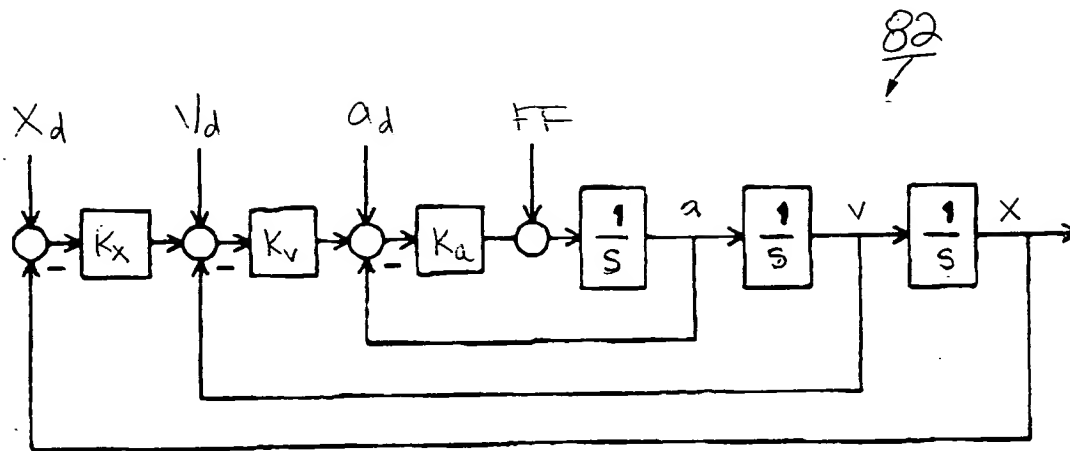 82
Xd Vd ad FF
Kx Kv Ka 1/s a 1/s v 1/s x
- - -